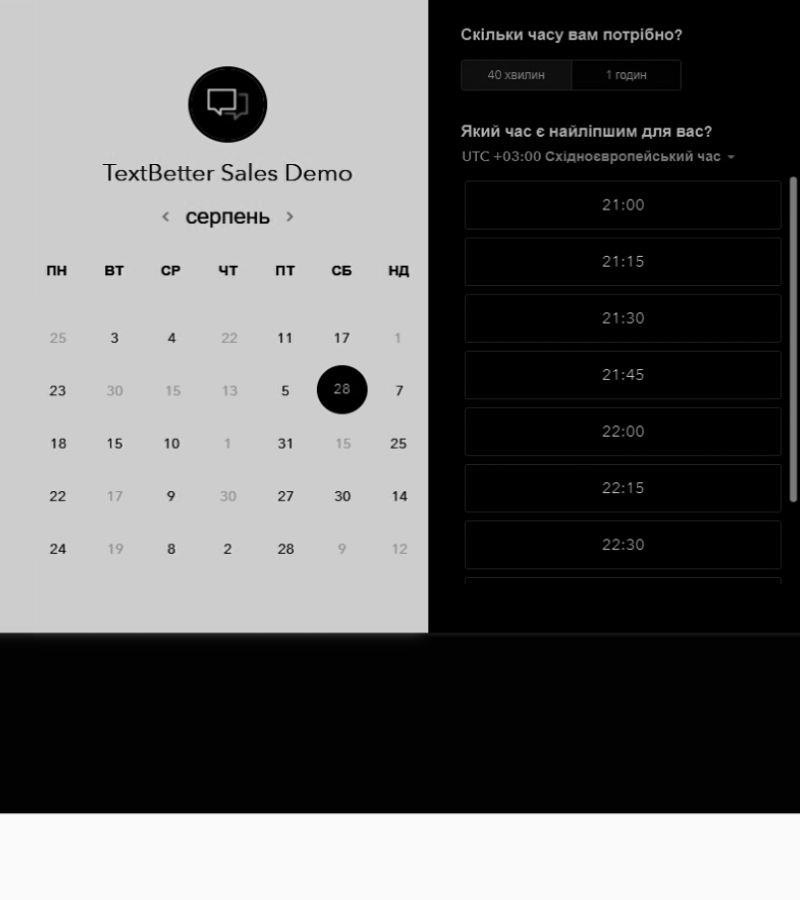 TextBetter Sales Demo
серпень
ПН ВТ СР ЧТ ПТ СБ НД
25 3 4 22 11 17 1
23 30 15 13 5 28 7
18 15 10 1 31 15 25
22 17 9 30 27 30 14
24 19 8 2 28 9 12
Скільки часу вам потрібно?
40 хвилин 1 годин
Який час є найліпшим для вас?
UTC +03:00 Східноєвропейський час
21:00
21:15
21:30
21:45
22:00
22:15
22:30